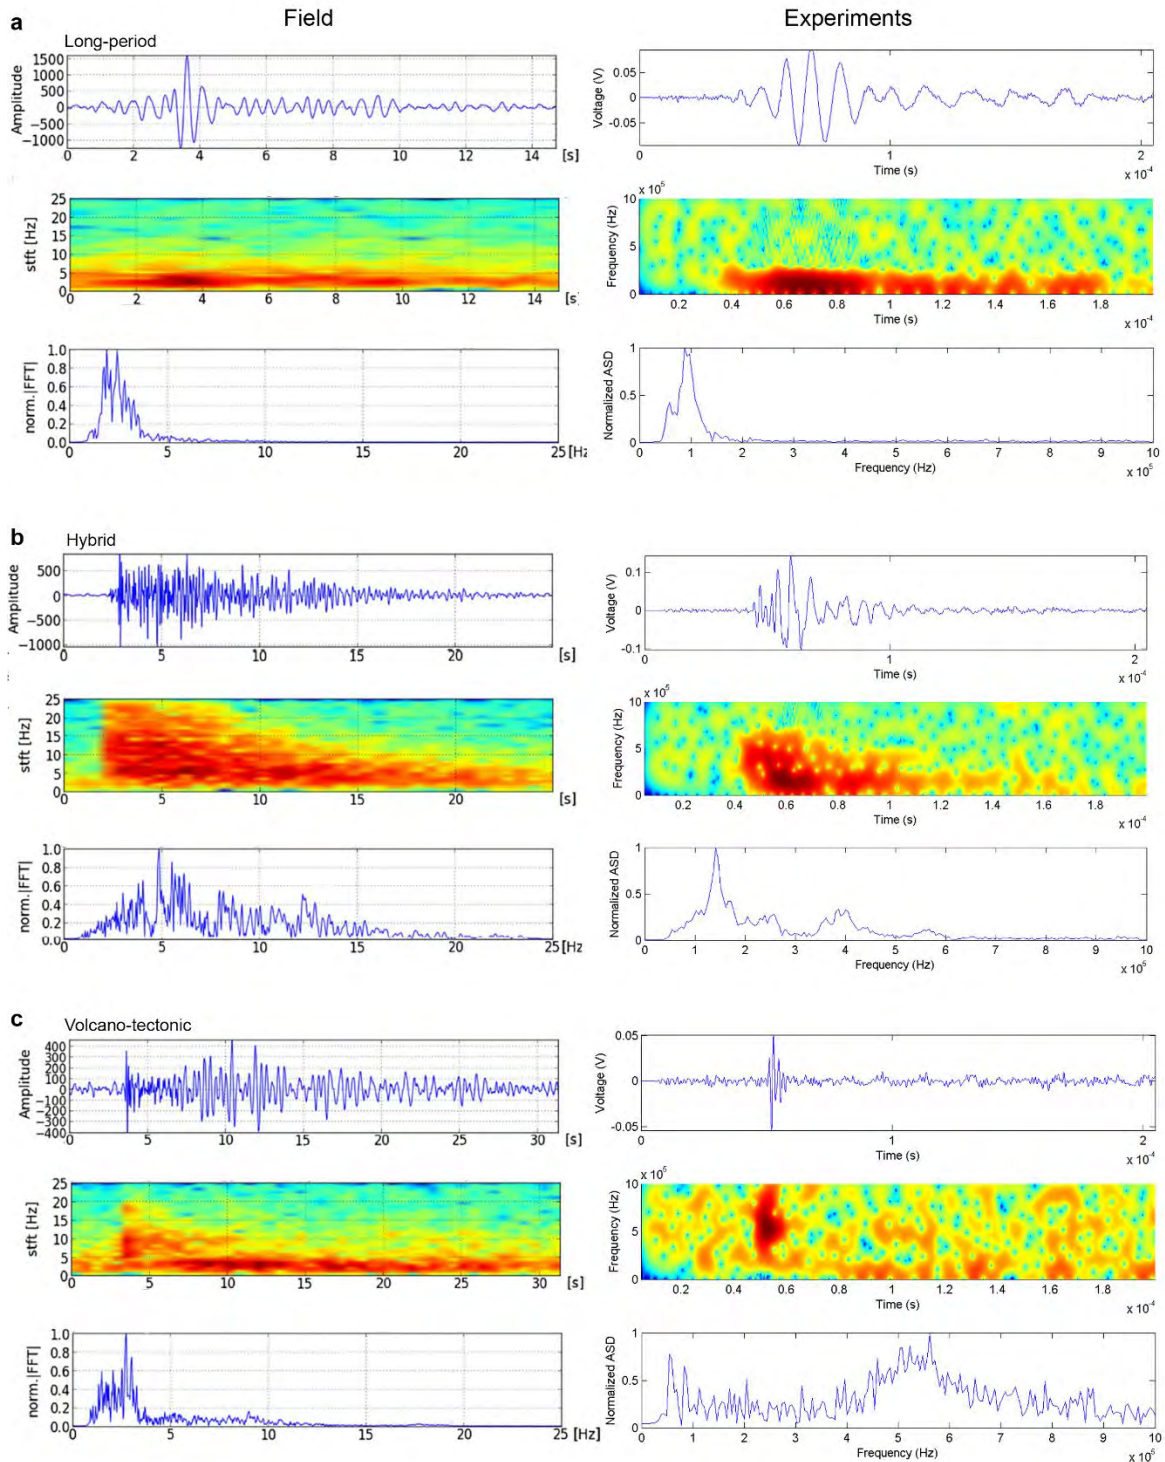 Field
Experiments
a
Long-period
Amplitude
1500
1000
500
0
−500
−1000
0 2 4 6 8 10 12 14 [s]
Voltage (V)
0.05
0
-0.05
0 1 2
Time (s)
x 10⁻⁴
stft [Hz]
25
20
15
10
5
0
0 2 4 6 8 10 12 14 [s]
Frequency (Hz)
x 10⁵
10
5
0
0.2 0.4 0.6 0.8 1 1.2 1.4 1.6 1.8
Time (s)
x 10⁻⁴
norm.|FFT|
1.0
0.8
0.6
0.4
0.2
0.0
0 5 10 15 20 25 [Hz
Normalized ASD
1
0.5
0
0 1 2 3 4 5 6 7 8 9 10
Frequency (Hz)
x 10⁵
b
Hybrid
Amplitude
500
0
−500
−1000
0 5 10 15 20 [s]
Voltage (V)
0.1
0
-0.1
0 1 2
Time (s)
x 10⁻⁴
stft [Hz]
25
20
15
10
5
0
0 5 10 15 20 [s]
Frequency (Hz)
x 10⁵
10
5
0
0.2 0.4 0.6 0.8 1 1.2 1.4 1.6 1.8
Time (s)
x 10⁻⁴
norm.|FFT|
1.0
0.8
0.6
0.4
0.2
0.0
0 5 10 15 20 25 [Hz
Normalized ASD
1
0.5
0
0 1 2 3 4 5 6 7 8 9 10
Frequency (Hz)
x 10⁵
c
Volcano-tectonic
Amplitude
400
300
200
100
0
−100
−200
−300
−400
0 5 10 15 20 25 30 [s]
Voltage (V)
0.05
0
-0.05
0 1 2
Time (s)
x 10⁻⁴
stft [Hz]
25
20
15
10
5
0
0 5 10 15 20 25 30 [s]
Frequency (Hz)
x 10⁵
10
5
0
0.2 0.4 0.6 0.8 1 1.2 1.4 1.6 1.8
Time (s)
x 10⁻⁴
norm.|FFT|
1.0
0.8
0.6
0.4
0.2
0.0
0 5 10 15 20 25 [Hz]
Normalized ASD
1
0.5
0
0 1 2 3 4 5 6 7 8 9 10
Frequency (Hz)
x 10⁵